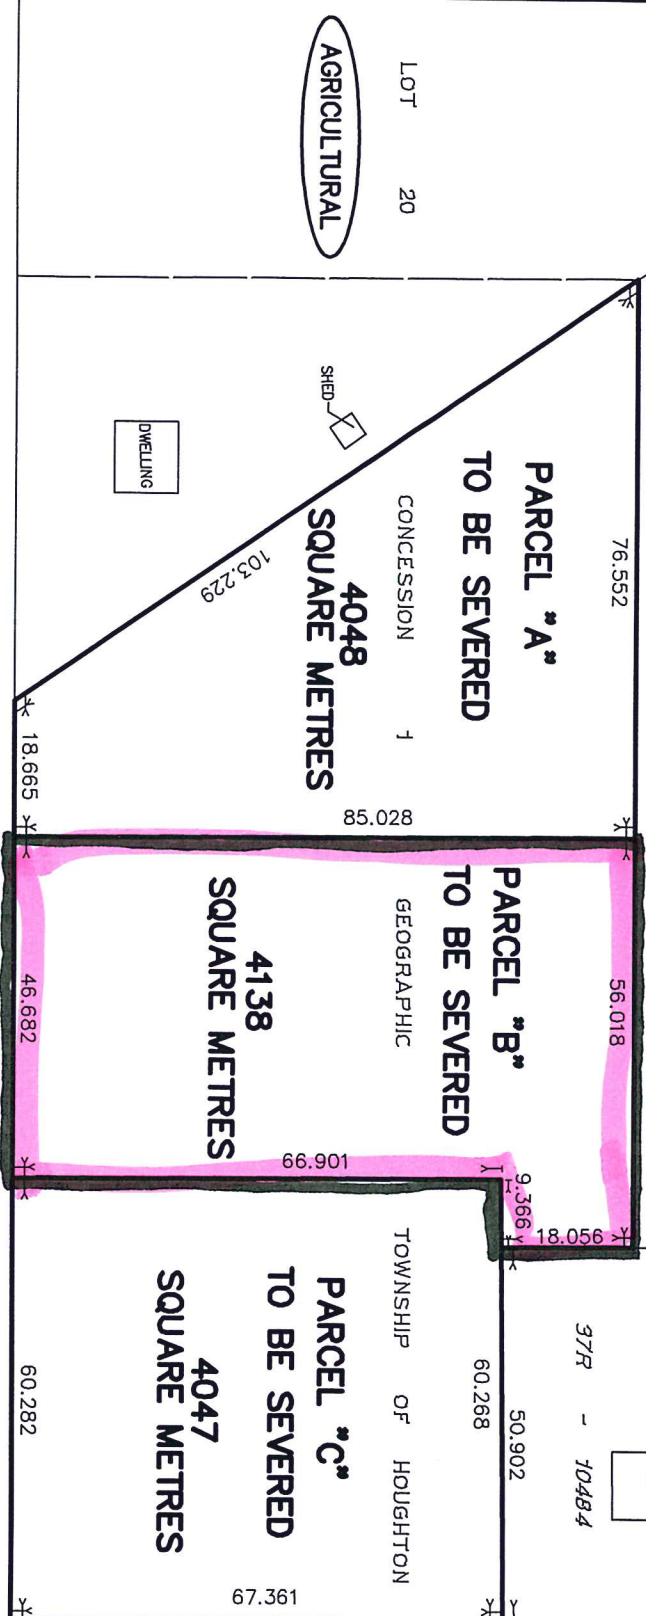 LOT 20
AGRICULTURAL
SHED
DWELLING
PARCEL "A"
TO BE SEVERED
CONCESSION 1
4048
SQUARE METRES
76.552
103.229
18.665
85.028
PARCEL "B"
TO BE SEVERED
GEOGRAPHIC
4138
SQUARE METRES
56.018
46.682
66.901
9.366
18.056
TOWNSHIP OF HOUGHTON
PARCEL "C"
TO BE SEVERED
4047
SQUARE METRES
60.268
50.902
60.282
67.361
37R - 10484